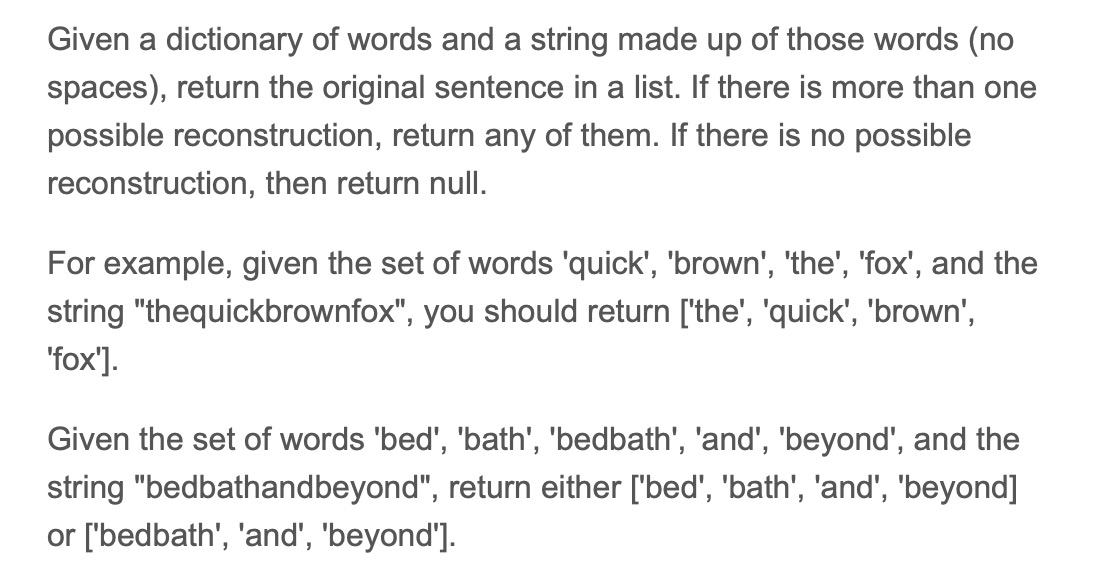 Given a dictionary of words and a string made up of those words (no
spaces), return the original sentence in a list. If there is more than one
possible reconstruction, return any of them. If there is no possible
reconstruction, then return null.
For example, given the set of words 'quick', 'brown', 'the', 'fox', and the
string "thequickbrownfox", you should return ['the', 'quick', 'brown',
'fox'].
Given the set of words 'bed', 'bath', 'bedbath', 'and', 'beyond', and the
string "bedbathandbeyond", return either ['bed', 'bath', 'and', 'beyond]
or ['bedbath', 'and', 'beyond'].